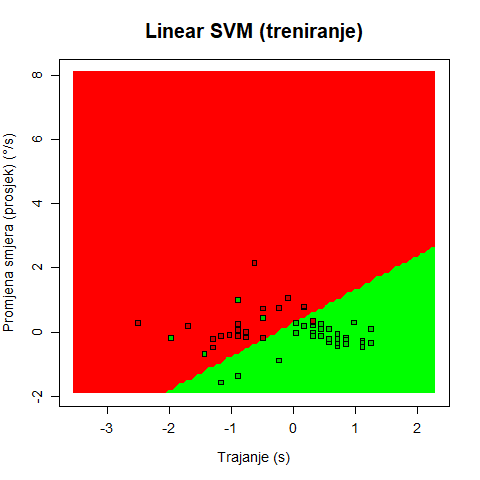 Linear SVM (treniranje)
Promjena smjera (prosjek) (°/s)
8
6
4
2
0
-2
-3 -2 -1 0 1 2
Trajanje (s)